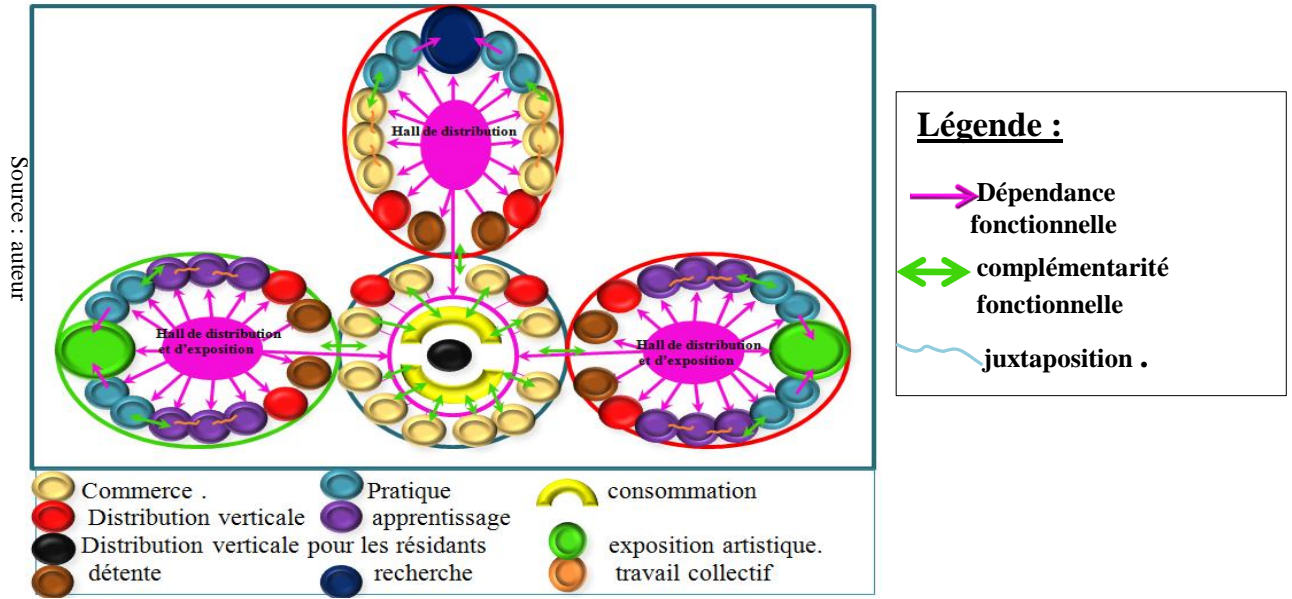 Source : auteur
Hall de distribution
Hall de distribution
et d'exposition
Hall de distribution
et d'exposition
Légende :
Dépendance
fonctionnelle
complémentarité
fonctionnelle
juxtaposition .
Commerce .
Pratique
consommation
Distribution verticale
apprentissage
Distribution verticale pour les résidants
exposition artistique.
détente
recherche
travail collectif